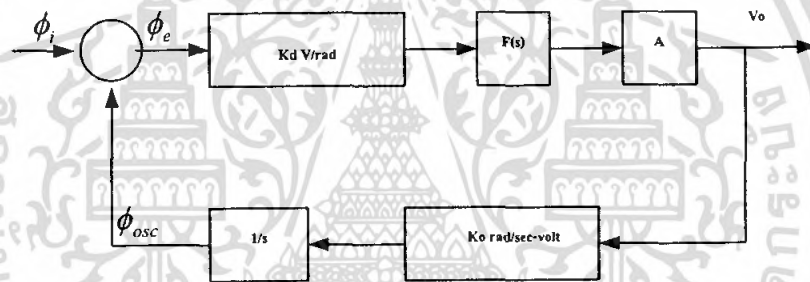 ϕi
ϕe
Kd V/rad
F(s)
A
Vo
ϕosc
1/s
Ko rad/sec-volt